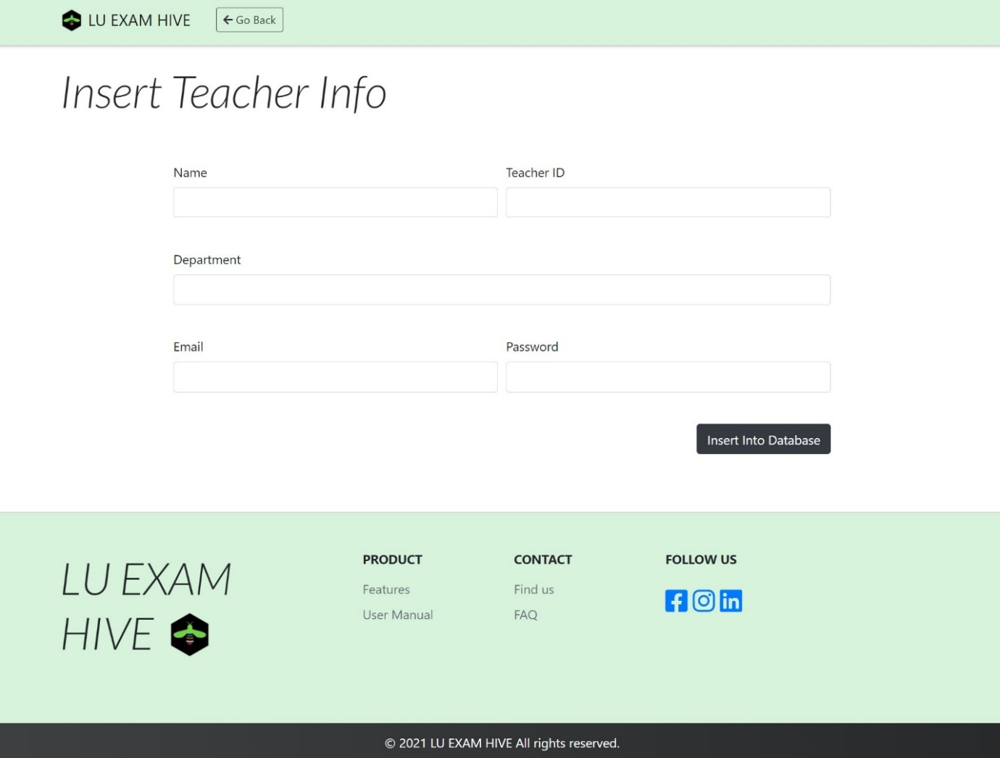 LU EXAM HIVE
Go Back
Insert Teacher Info
Name
Teacher ID
Department
Email
Password
Insert Into Database
LU EXAM
HIVE
PRODUCT
Features
User Manual
CONTACT
Find us
FAQ
FOLLOW US
© 2021 LU EXAM HIVE All rights reserved.